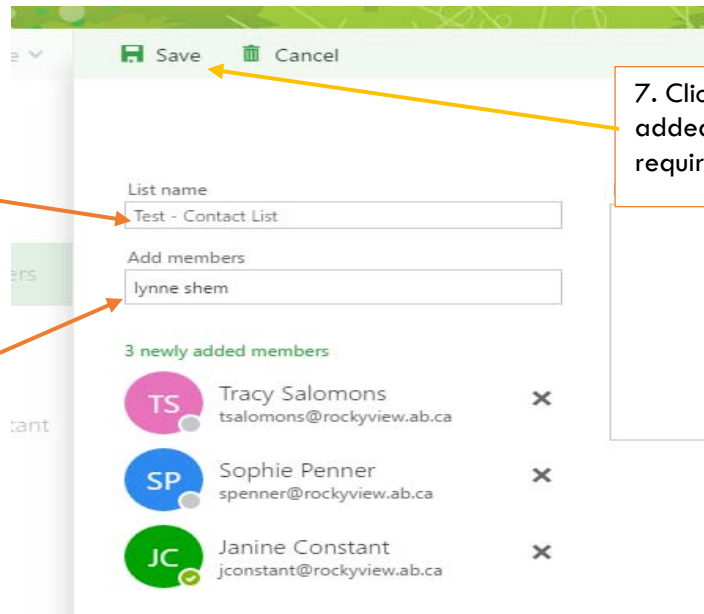 Save Cancel
7. Clic
added
requir
List name
Test - Contact List
Add members
lynne shem
ers
3 newly added members
TS Tracy Salomons
tsalomons@rockyview.ab.ca
tant
SP Sophie Penner
spenner@rockyview.ab.ca
JC Janine Constant
jconstant@rockyview.ab.ca